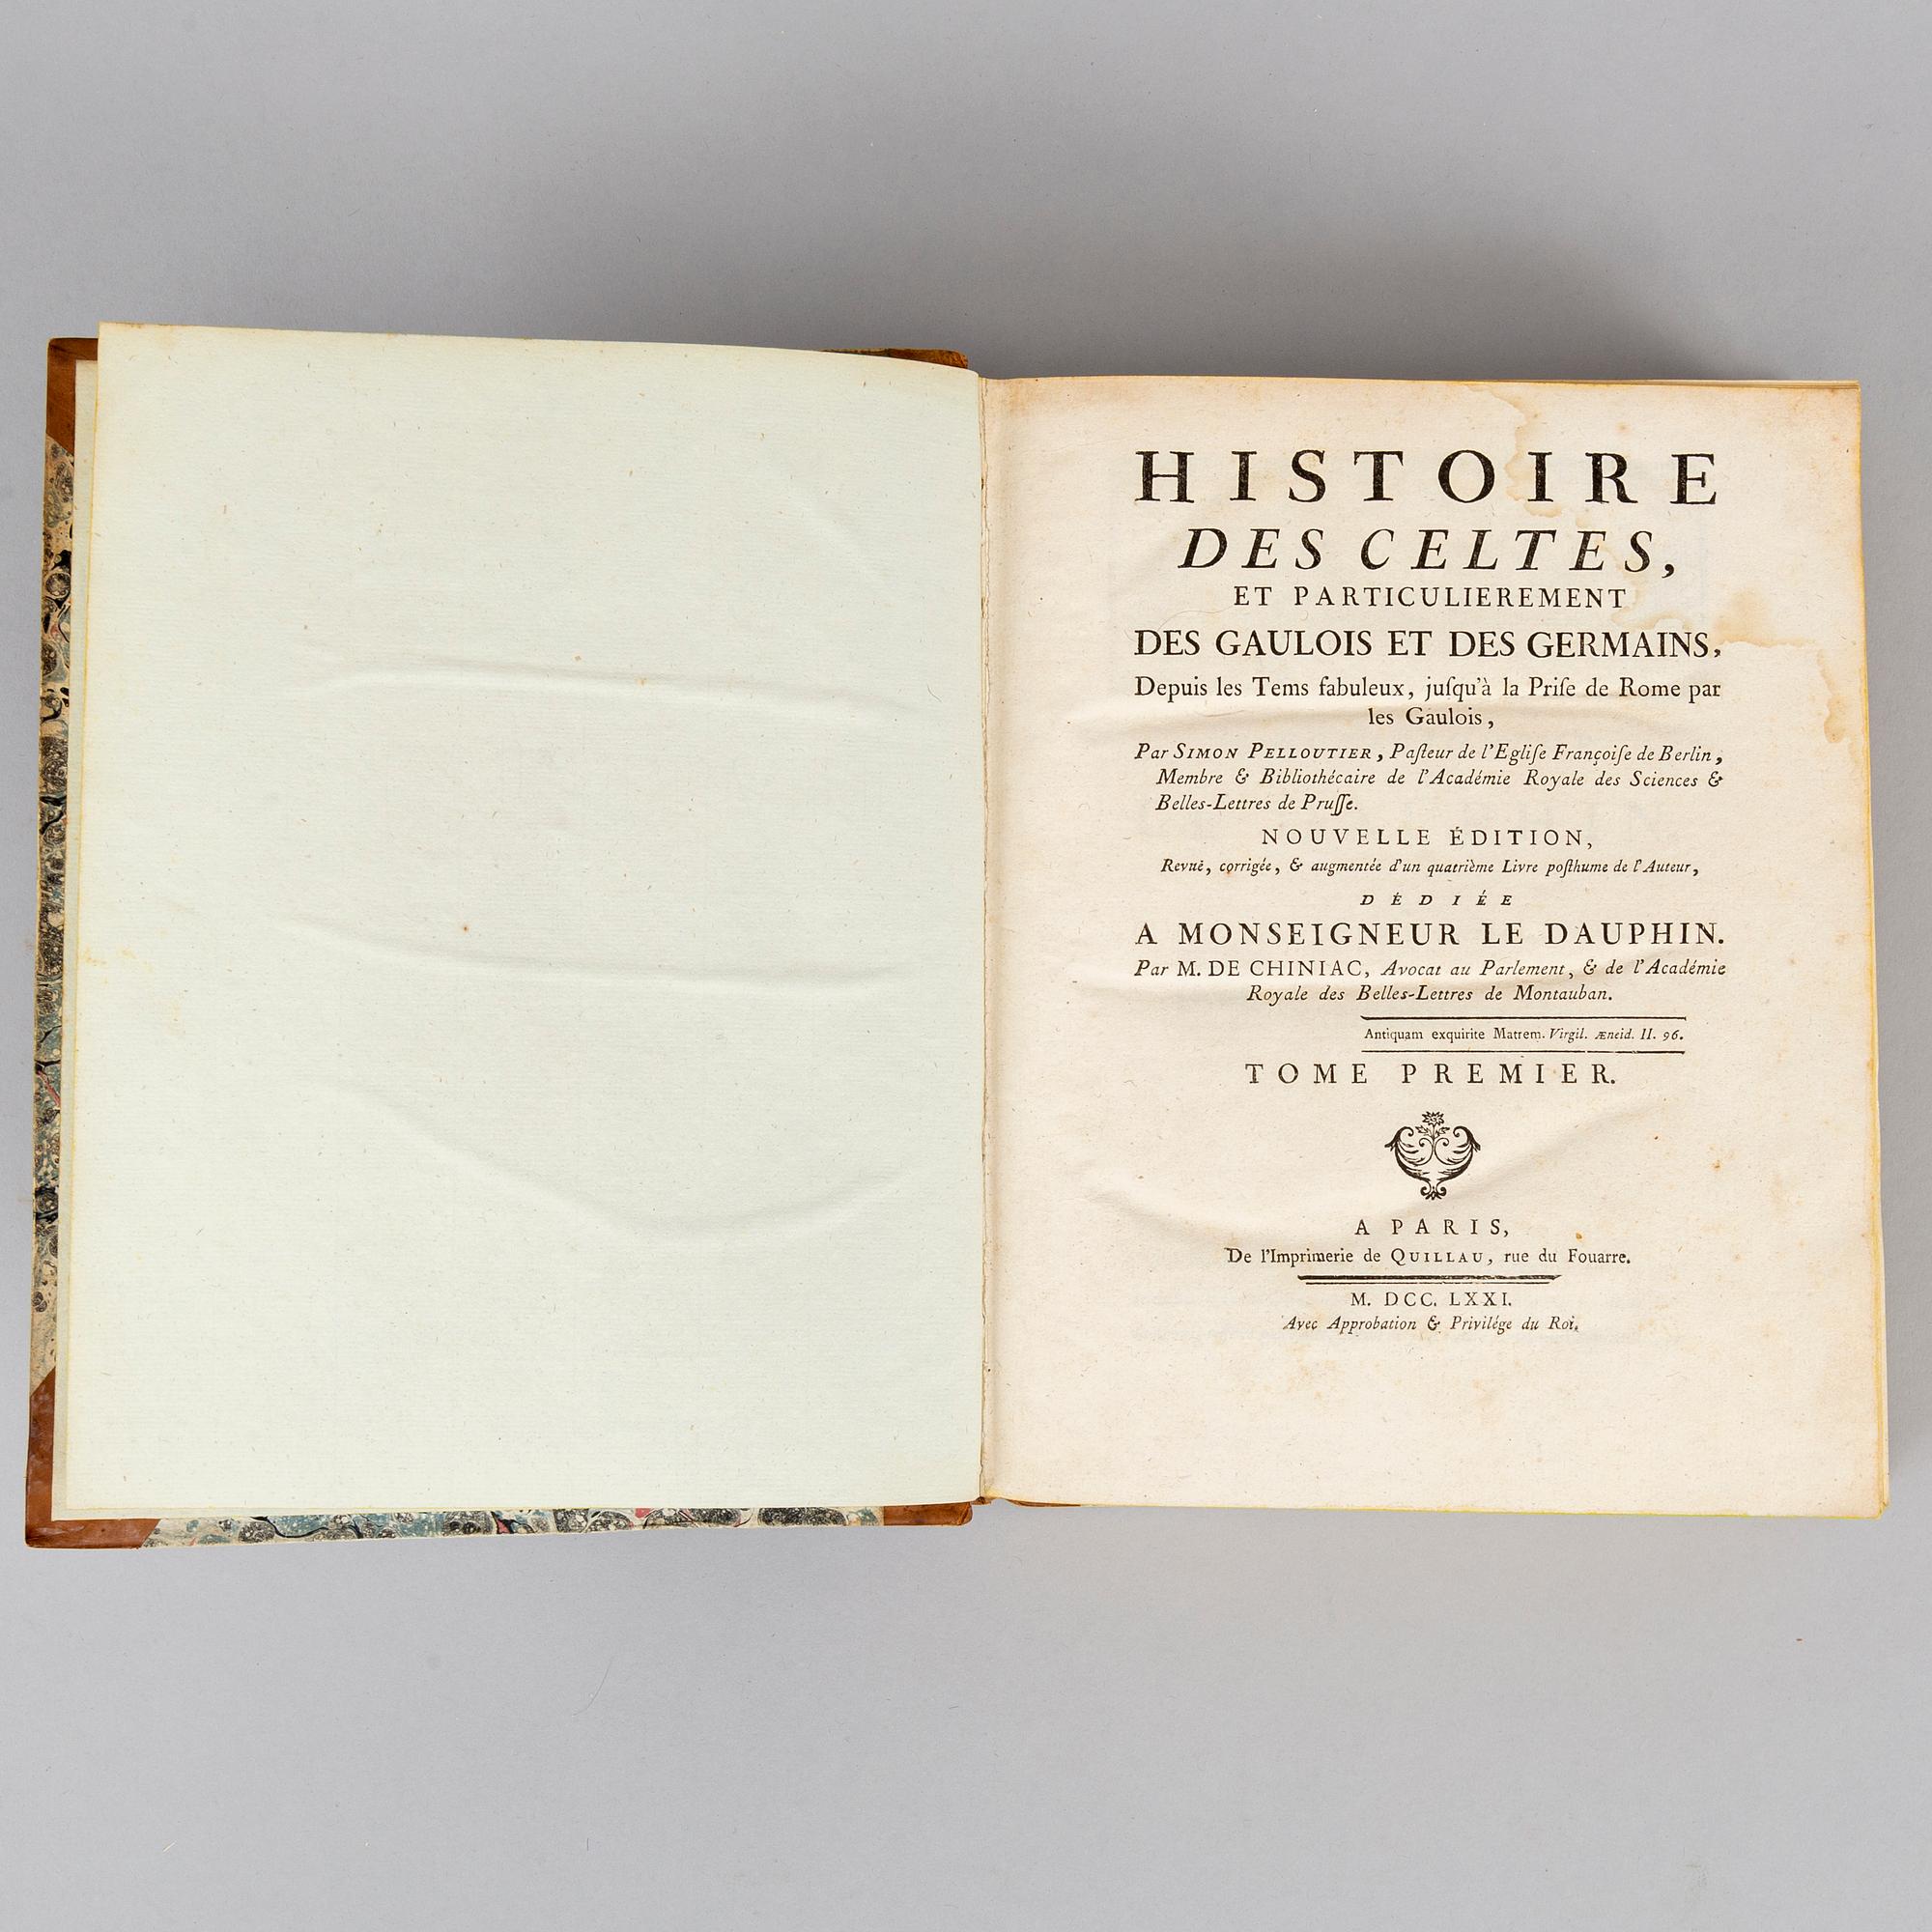 HISTOIRE
DES CELTES,
ET PARTICULIEREMENT
DES GAULOIS ET DES GERMAINS,
Depuis les Tems fabuleux, juſqu'à la Priſe de Rome par
les Gaulois,
Par SIMON PELLOUTIER, Paſteur de l'Egliſe Françoiſe de Berlin,
Membre & Bibliothécaire de l'Académie Royale des Sciences &
Belles-Lettres de Pruſſe.
NOUVELLE ÉDITION,
Revuë, corrigée, & augmentée d'un quatrième Livre poſthume de l'Auteur,
DÉDIÉE
A MONSEIGNEUR LE DAUPHIN.
Par M. DE CHINIAC, Avocat au Parlement, & de l'Académie
Royale des Belles-Lettres de Montauban.
Antiquam exquirite Matrem. Virgil. æneid. II. 96.
TOME PREMIER.
A PARIS,
De l'Imprimerie de QUILLAU, rue du Fouarre.
M. DCC. LXXI.
Avec Approbation & Privilége du Roi.